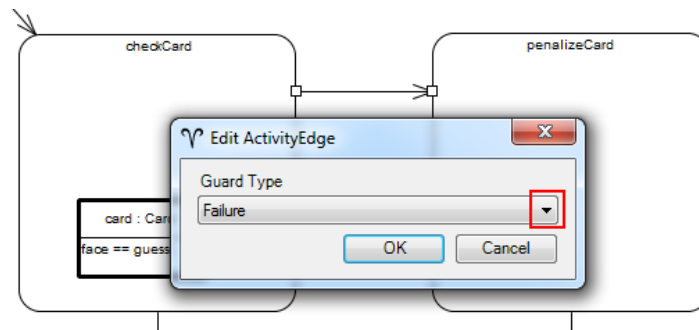 checkCard
penalizeCard
Edit ActivityEdge
Guard Type
Failure
card : Car
face == guess
OK
Cancel